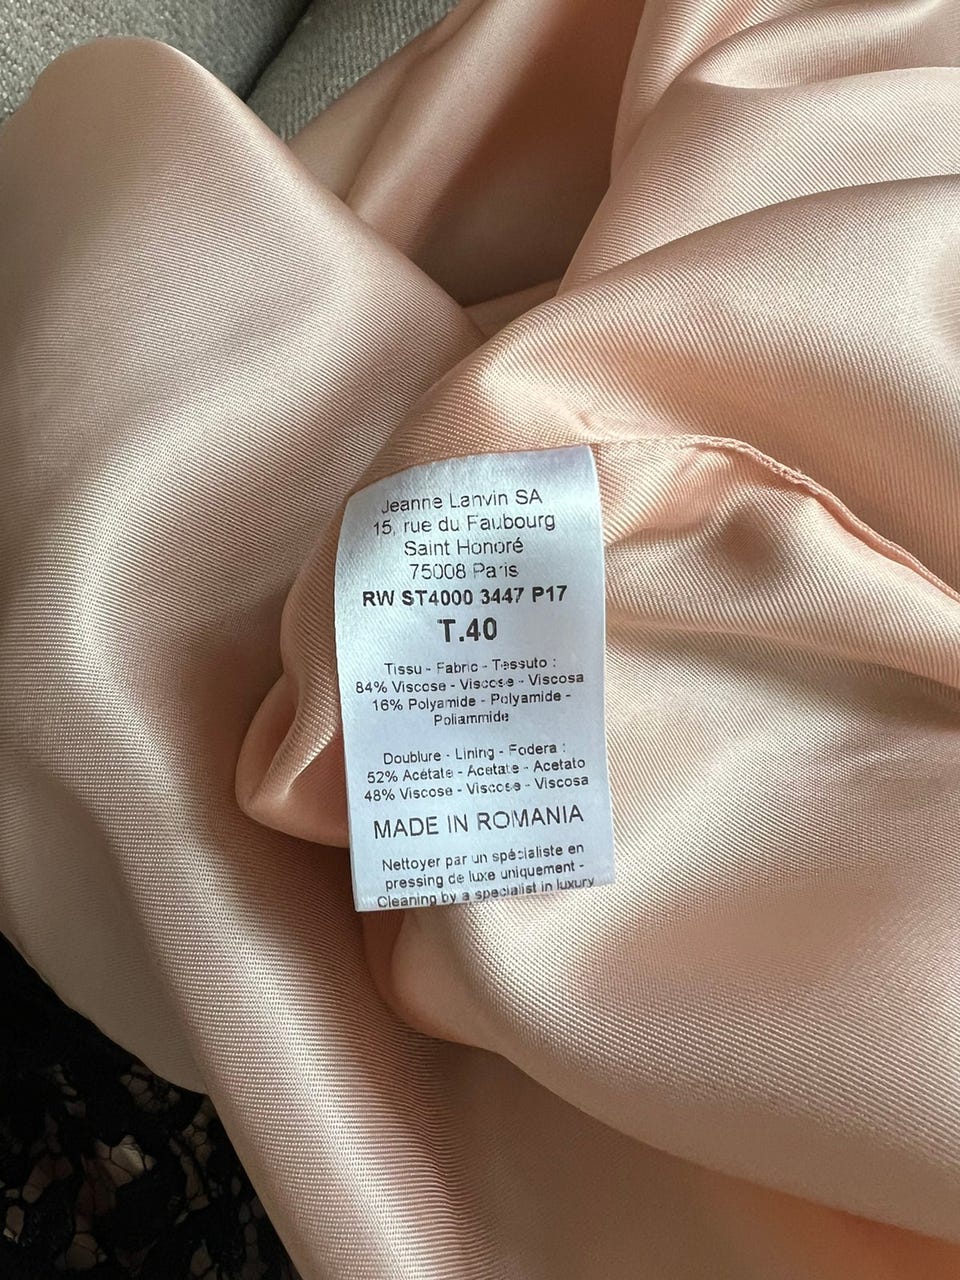 Jeanne Lanvin SA
15, rue du Faubourg
Saint Honoré
75008 Paris
RW ST4000 3447 P17
T.40
Tissu - Fabric - Tessuto :
84% Viscose - Viscose - Viscosa
16% Polyamide - Polyamide -
Poliammide
Doublure - Lining - Fodera :
52% Acétate - Acetate - Acetato
48% Viscose - Viscose - Viscosa
MADE IN ROMANIA
Nettoyer par un spécialiste en
pressing de luxe uniquement -
Cleaning by a specialist in luxury